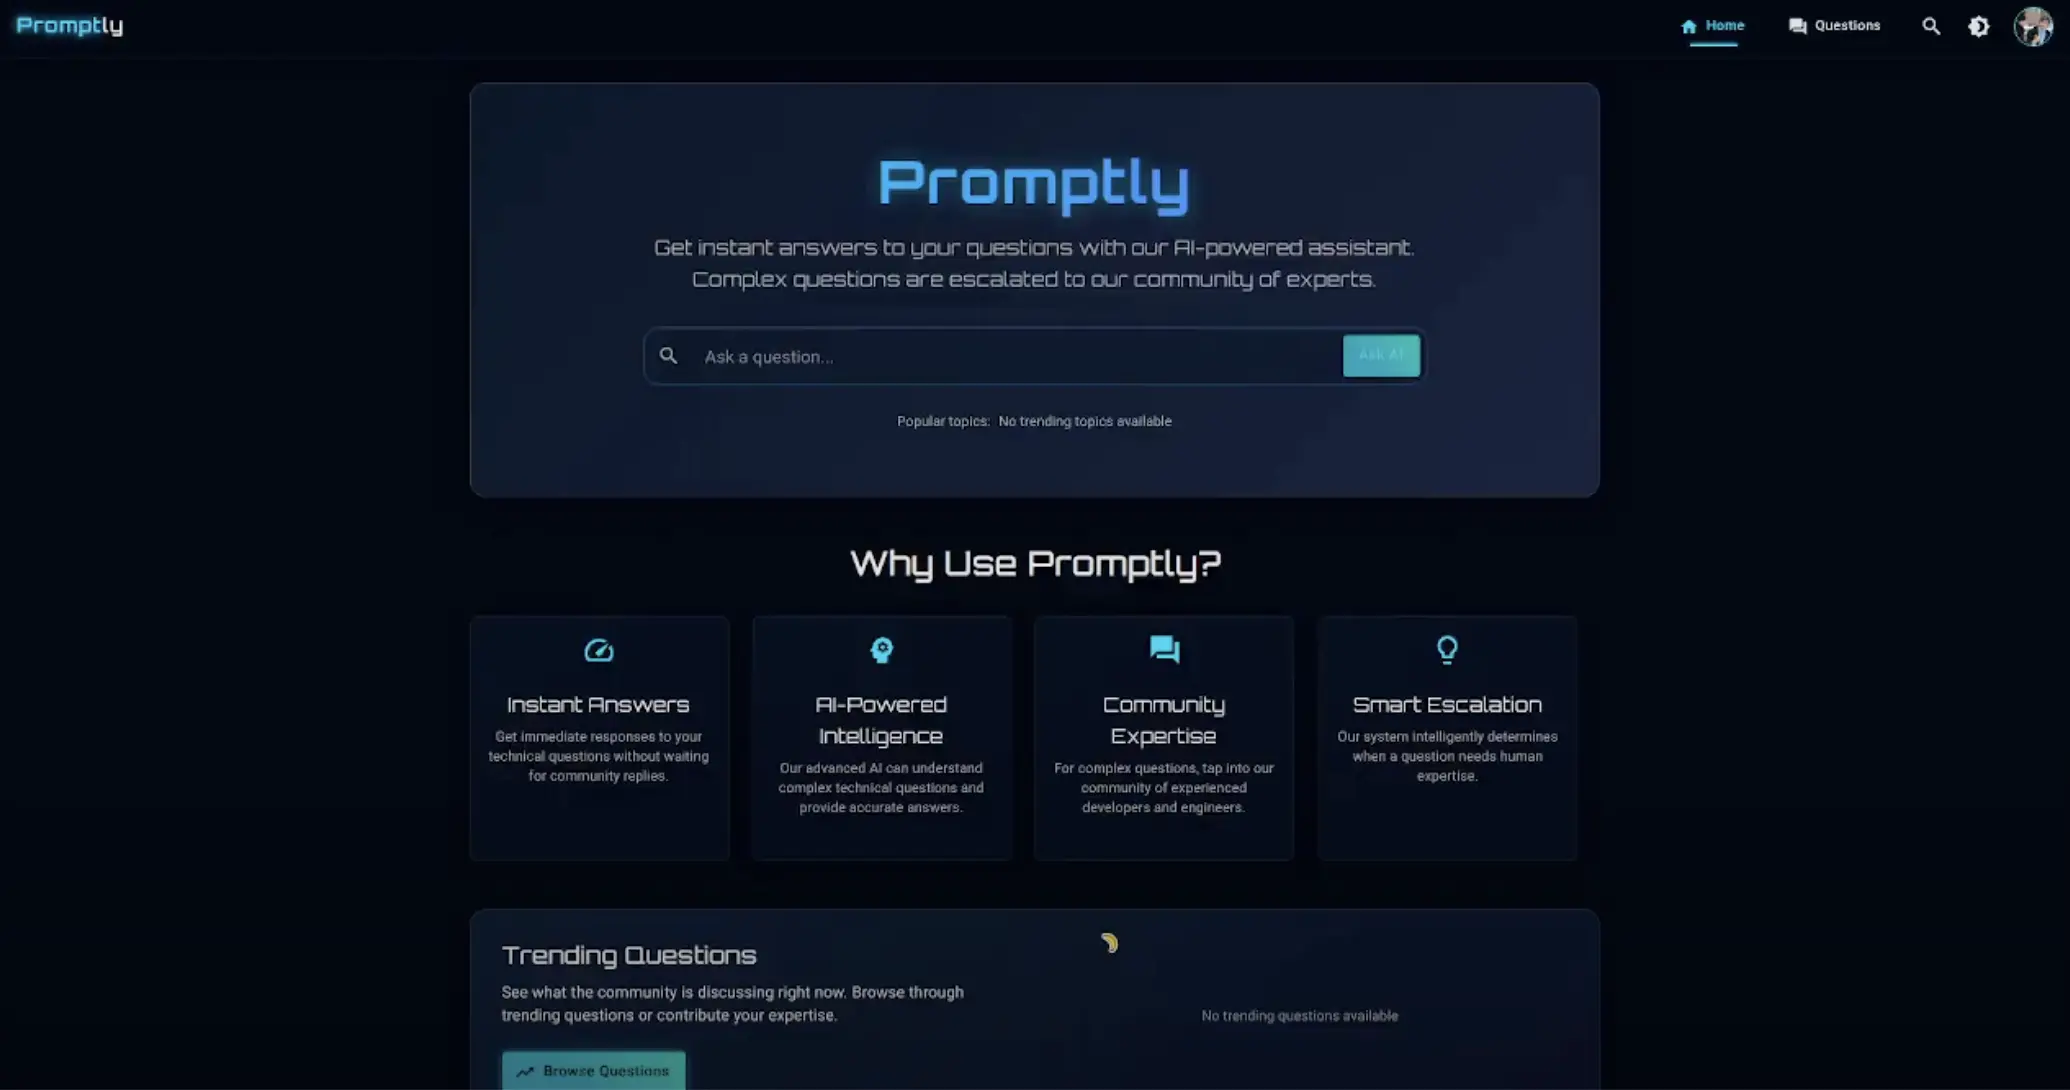 Promptly
Home
Questions
Promptly
Get instant answers to your questions with our AI-powered assistant.
Complex questions are escalated to our community of experts.
Ask a question...
Ask AI
Popular topics: No trending topics available
Why Use Promptly?
Instant Answers
Get immediate responses to your
technical questions without waiting
for community replies.
AI-Powered
Intelligence
Our advanced AI can understand
complex technical questions and
provide accurate answers.
Community
Expertise
For complex questions, tap into our
community of experienced
developers and engineers.
Smart Escalation
Our system intelligently determines
when a question needs human
expertise.
Trending Questions
See what the community is discussing right now. Browse through
trending questions or contribute your expertise.
No trending questions available
Browse Questions